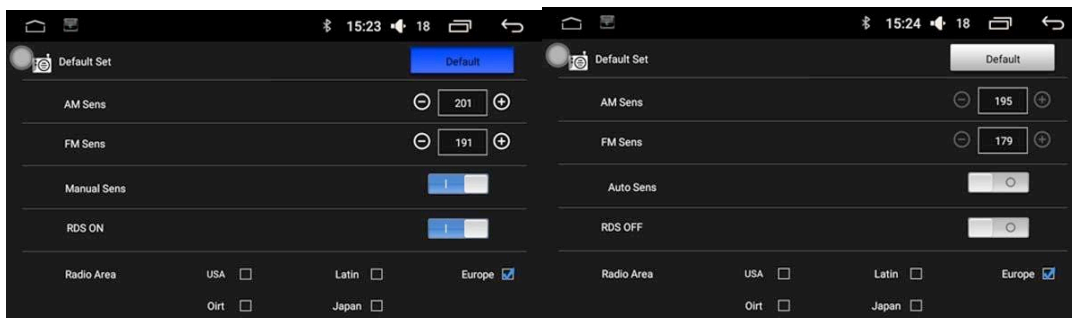 15:23 18
Default Set Default
AM Sens 201
FM Sens 191
Manual Sens
RDS ON
Radio Area USA Latin Europe
Oirt Japan
15:24 18
Default Set Default
AM Sens 195
FM Sens 179
Auto Sens
RDS OFF
Radio Area USA Latin Europe
Oirt Japan